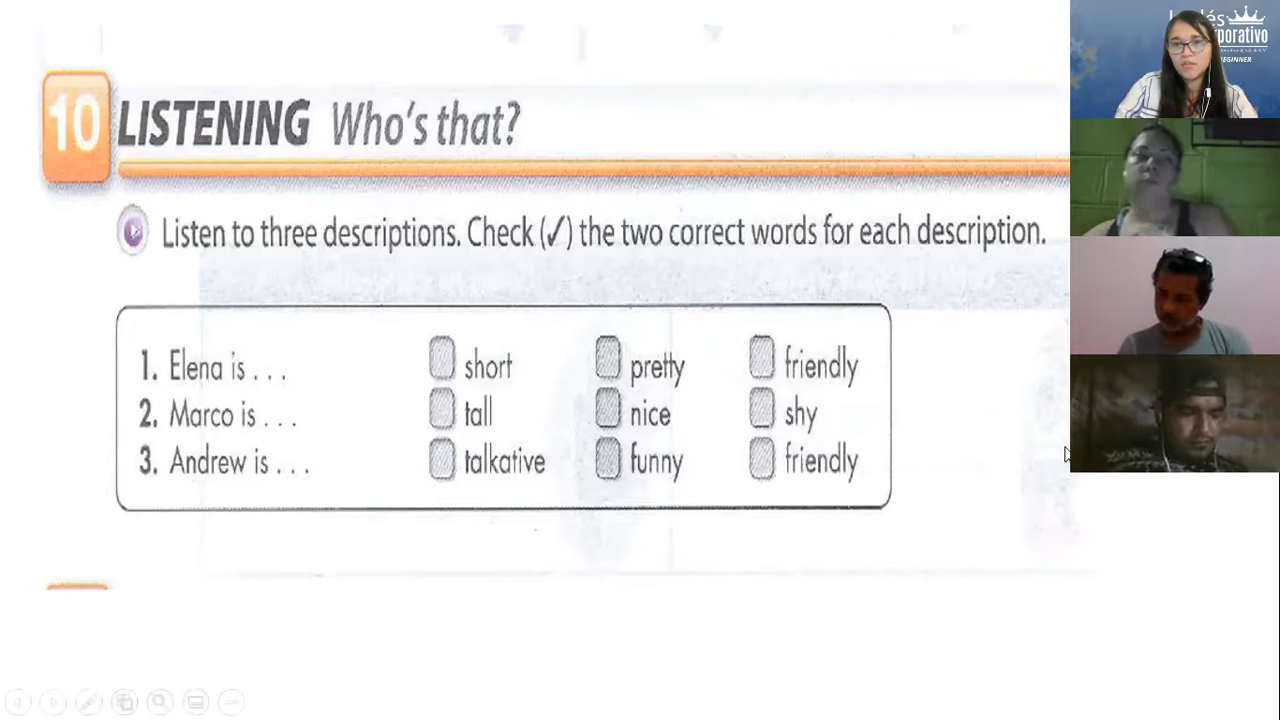 10 LISTENING Who's that?
Listen to three descriptions. Check (✓) the two correct words for each description.
1. Elena is . . . short pretty friendly
2. Marco is . . . tall nice shy
3. Andrew is . . . talkative funny friendly
BEGINNER